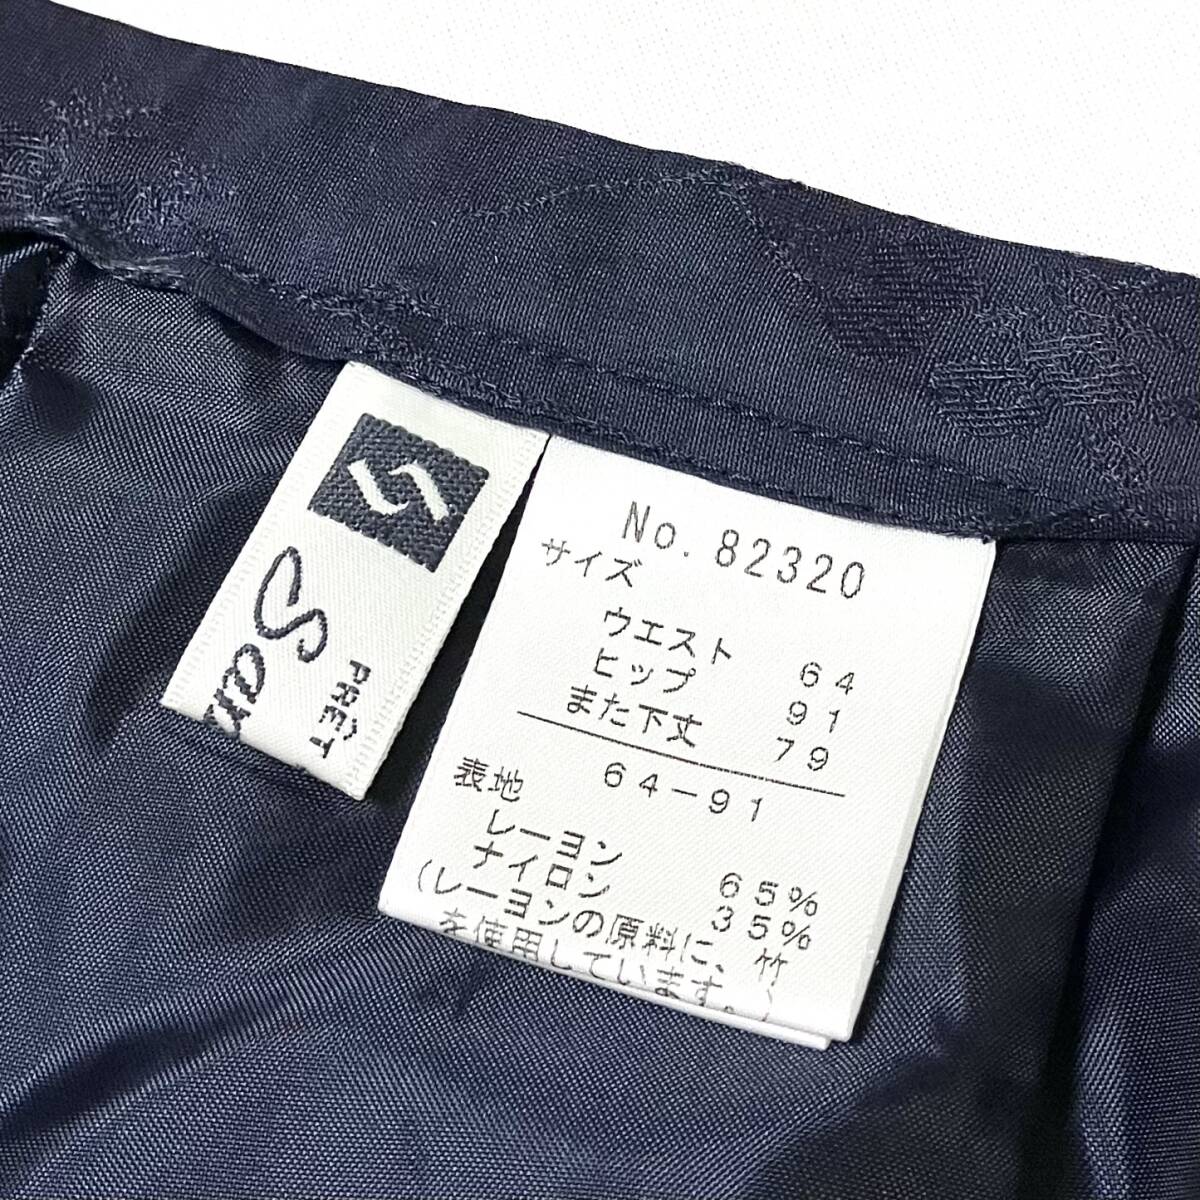 PRÊT
No. 82320
サイズ
ウエスト 64
ヒップ 91
また下丈 79
64-91
表地
レーヨン 65%
ナイロン 35%
(レーヨンの原料に、竹
を使用しています。)